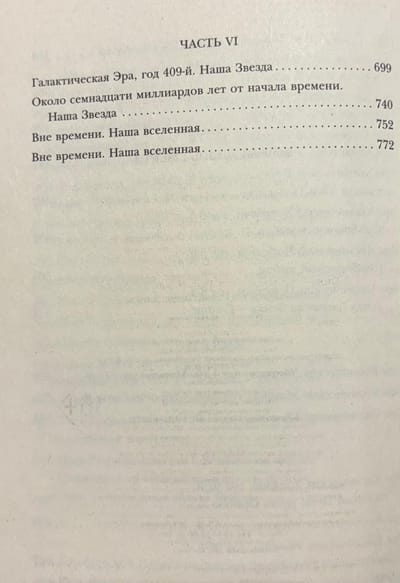 ЧАСТЬ VI
Галактическая Эра, год 409-й. Наша Звезда . . . . . . . . . . . . . . . 699
Около семнадцати миллиардов лет от начала времени.
Наша Звезда . . . . . . . . . . . . . . . . . . . . . . . . . . . . . . . . . . . . . . 740
Вне времени. Наша вселенная. . . . . . . . . . . . . . . . . . . . . . . . . . 752
Вне времени. Наша вселенная. . . . . . . . . . . . . . . . . . . . . . . . . . 772